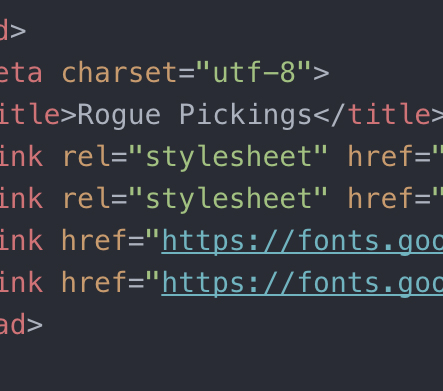 d>
eta charset="utf-8">
itle>Rogue Pickings</title>
ink rel="stylesheet" href="
ink rel="stylesheet" href="
ink href="https://fonts.goo
ink href="https://fonts.goo
ad>